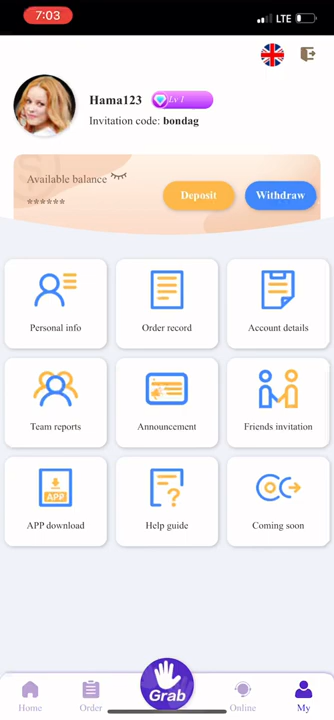 7:03
LTE
Hama123
Lv 1
Invitation code: bondag
Available balance
******
Deposit
Withdraw
Personal info
Order record
Account details
Team reports
Announcement
Friends invitation
APP
APP download
?
Help guide
Coming soon
Home
Order
Grab
Online
My